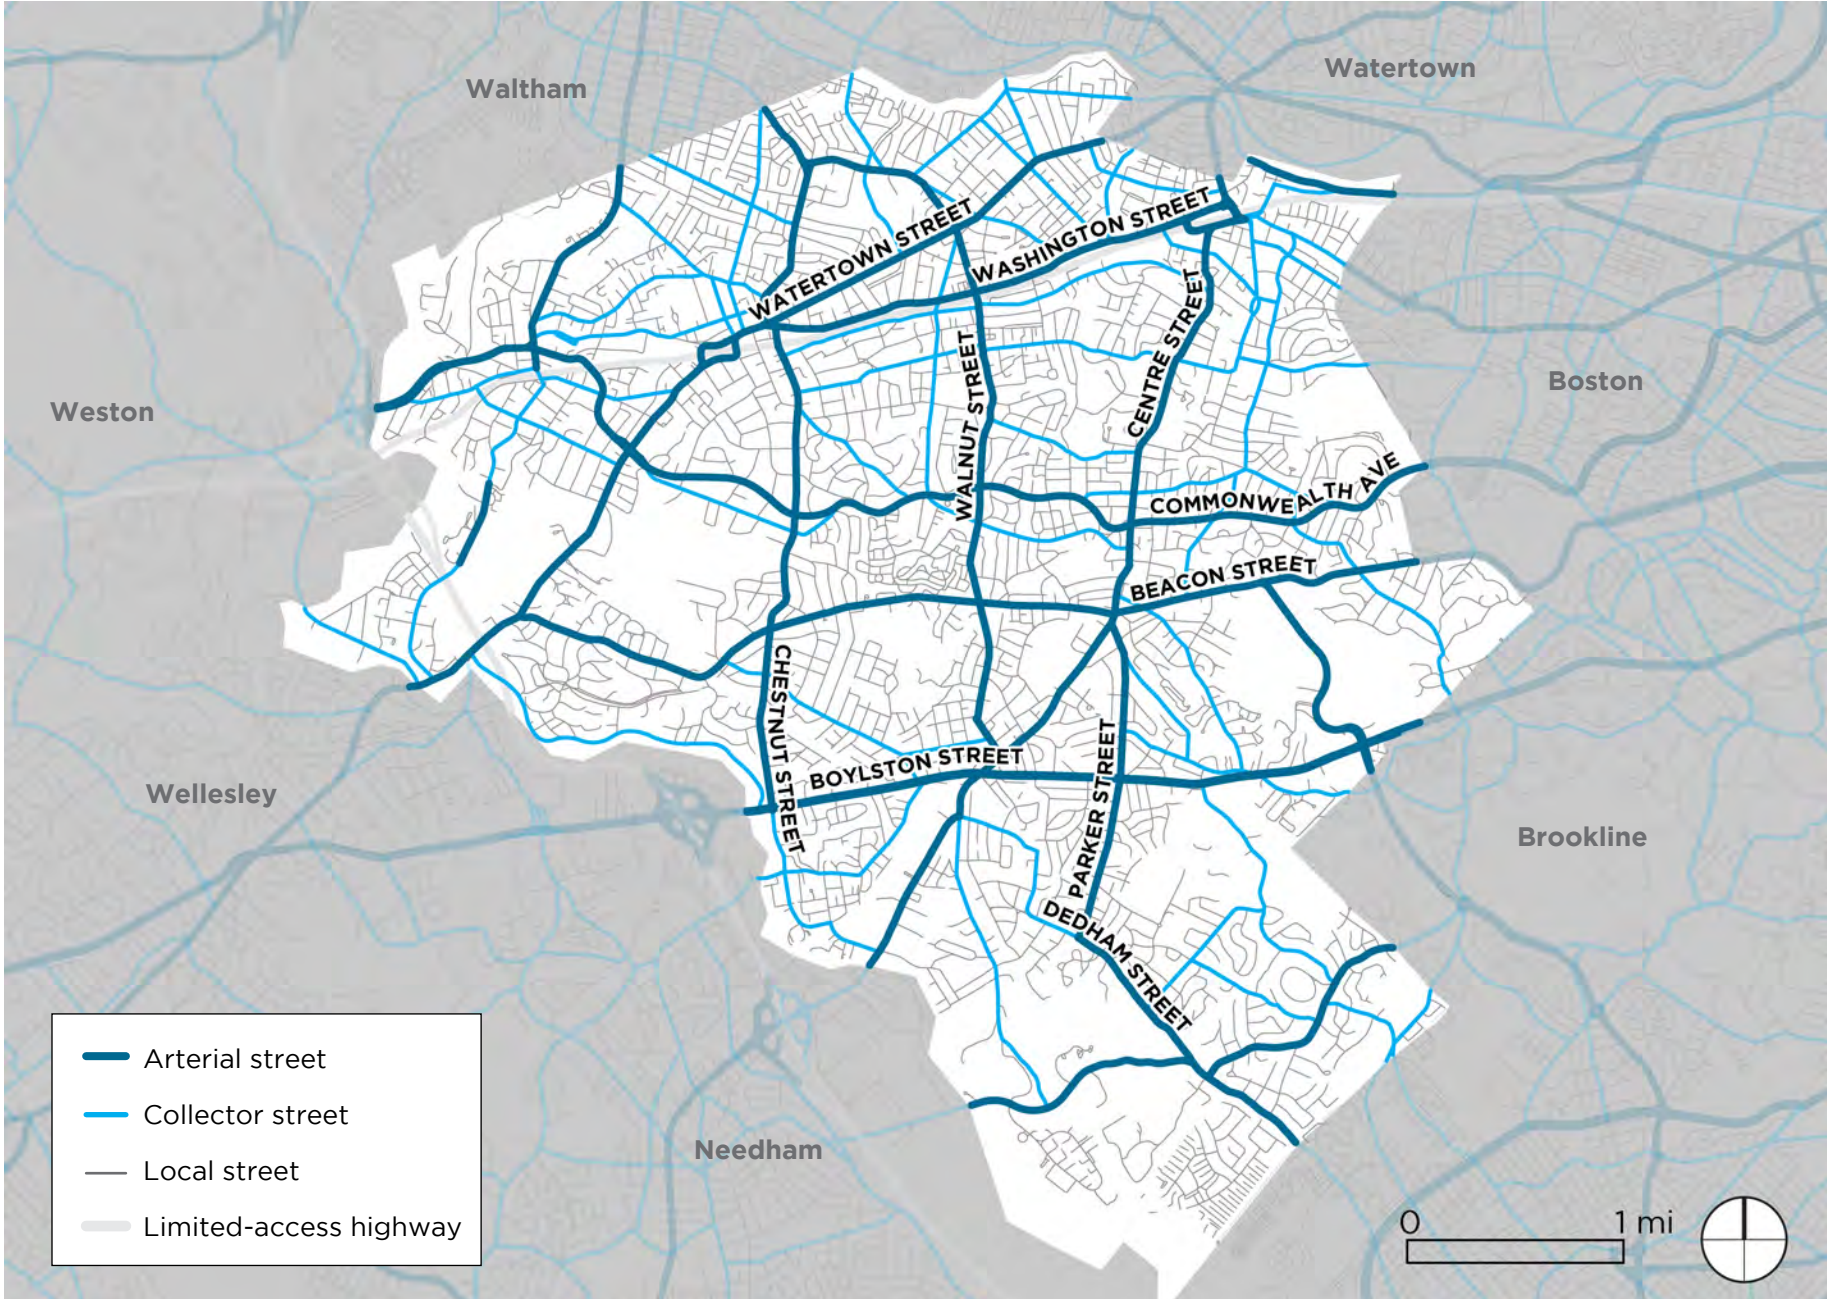 Watertown
Waltham
WATERTOWN STREET
WASHINGTON STREET
CENTRE STREET
WALNUT STREET
Boston
Weston
COMMONWEALTH AVE
BEACON STREET
CHESTNUT STREET
BOYLSTON STREET
PARKER STREET
Wellesley
Brookline
DEDHAM STREET
Needham
Arterial street
Collector street
Local street
Limited-access highway
0 1 mi